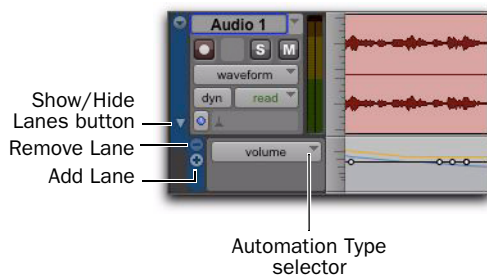 Audio 1
S M
waveform
dyn read
Show/Hide
Lanes button
Remove Lane
volume
Add Lane
Automation Type
selector